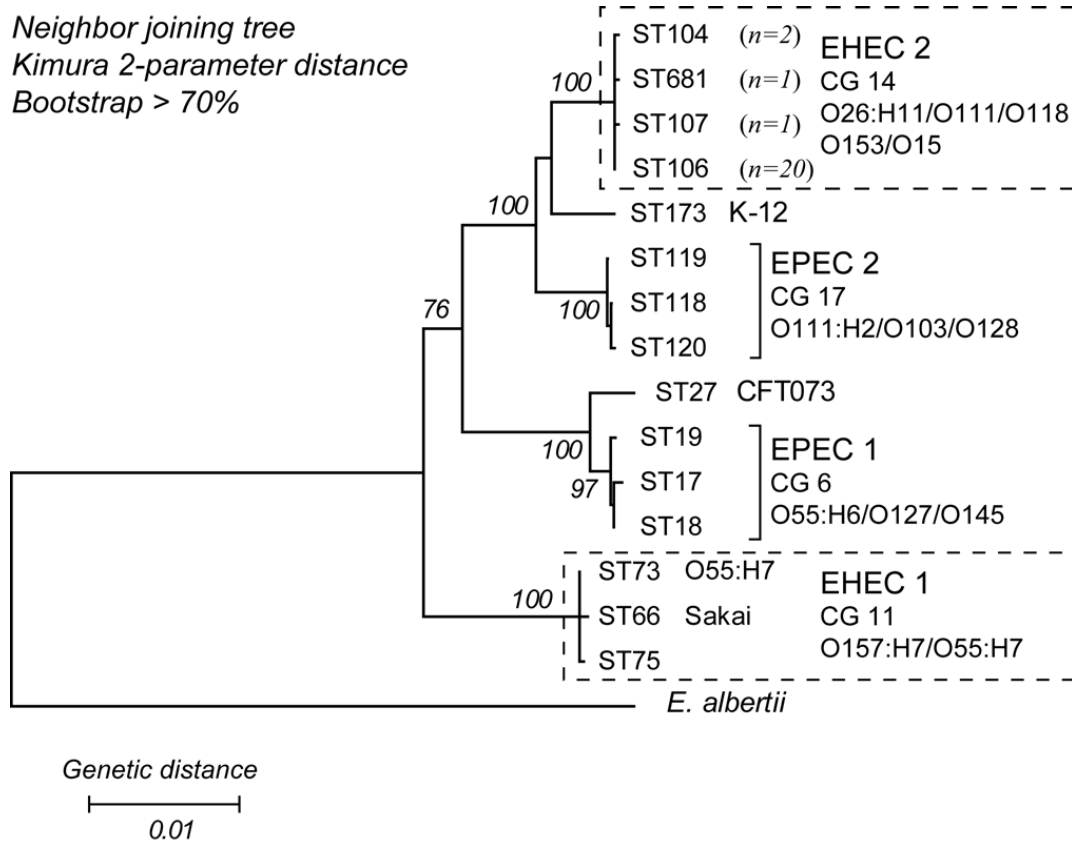 Neighbor joining tree
Kimura 2-parameter distance
Bootstrap > 70%
ST104 (n=2)
ST681 (n=1)
ST107 (n=1)
ST106 (n=20)
EHEC 2
CG 14
O26:H11/O111/O118
O153/O15
100
ST173 K-12
100
ST119
ST118
ST120
100
EPEC 2
CG 17
O111:H2/O103/O128
76
ST27 CFT073
100
ST19
ST17
ST18
97
EPEC 1
CG 6
O55:H6/O127/O145
ST73 O55:H7
ST66 Sakai
ST75
100
EHEC 1
CG 11
O157:H7/O55:H7
E. albertii
Genetic distance
0.01